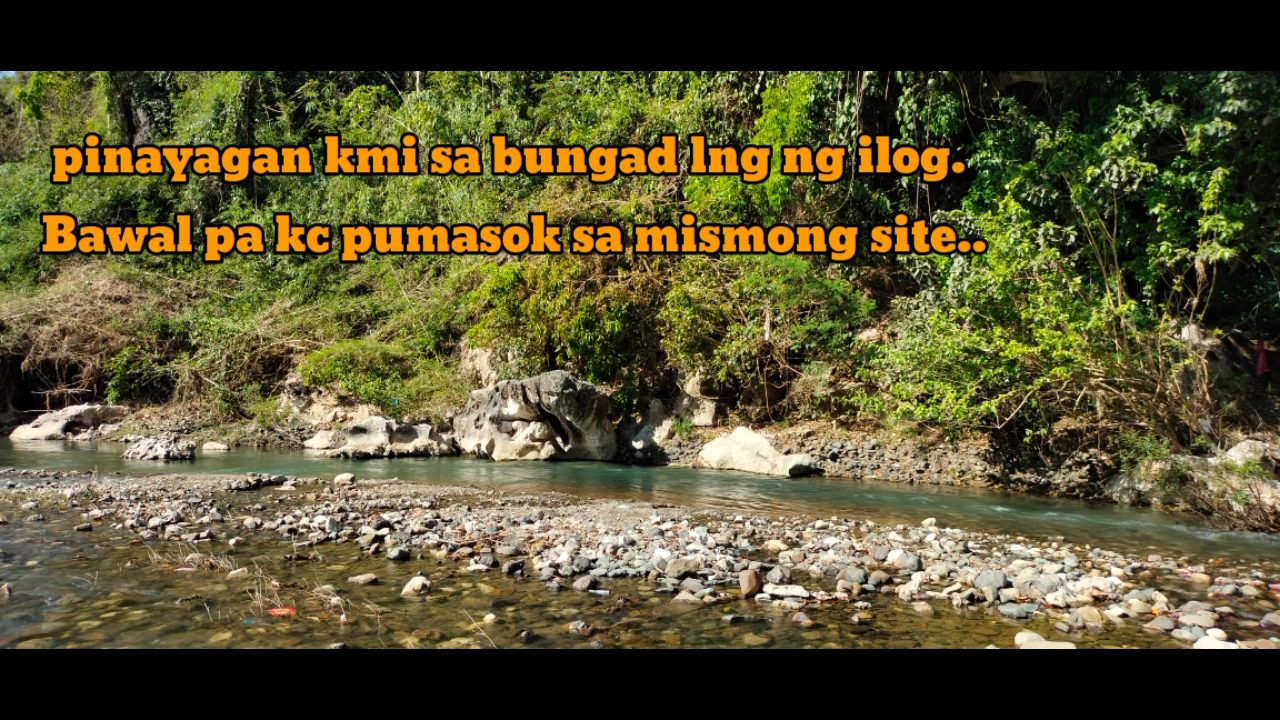 pinayagan kmi sa bungad lng ng ilog.
Bawal pa kc pumasok sa mismong site..